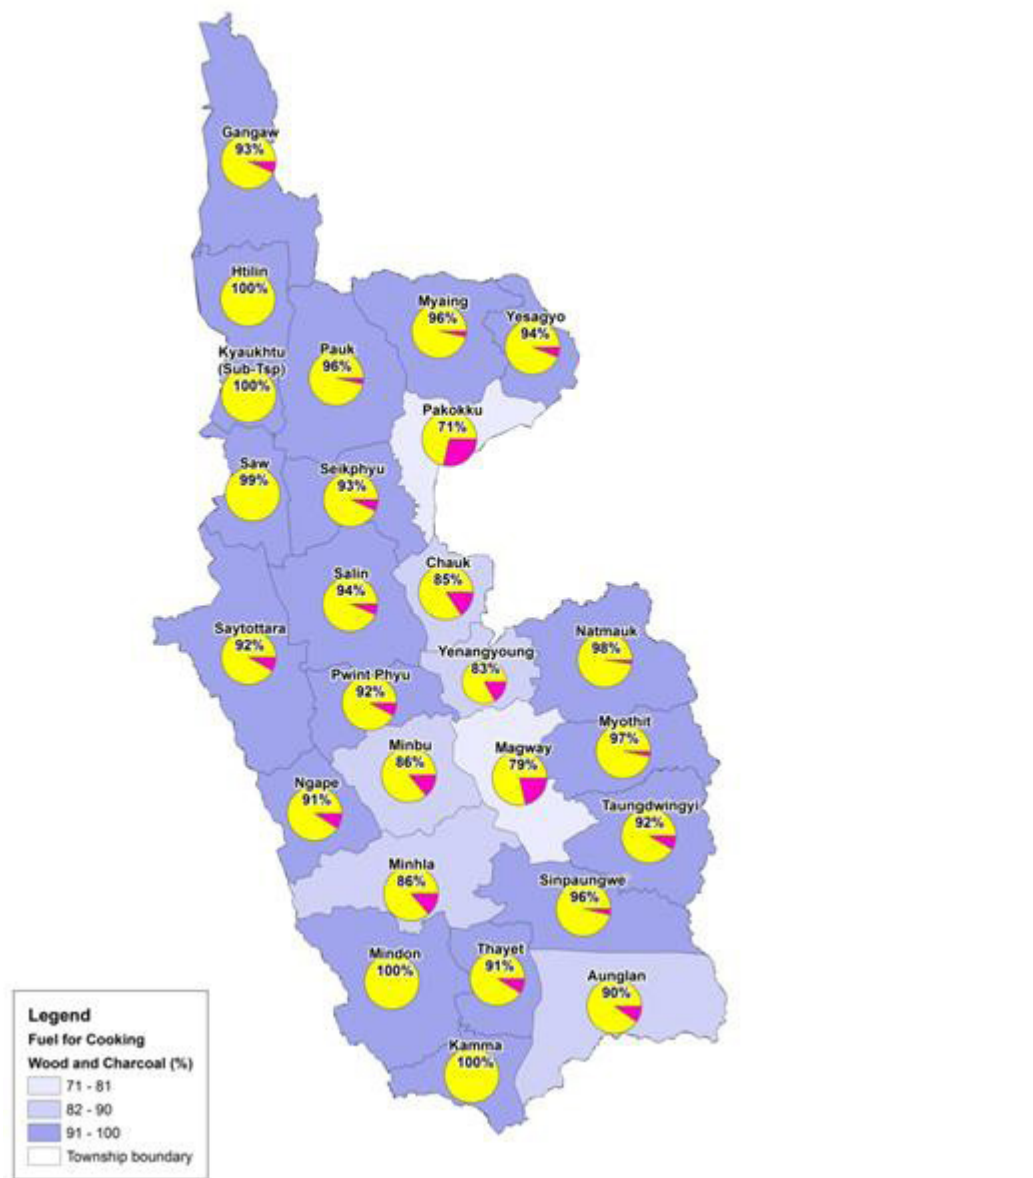 Gangaw
93%
Htilin
100%
Myaing
96%
Yesagyo
94%
Kyaukhtu
(Sub-Tsp)
100%
Pauk
96%
Pakokku
71%
Saw
99%
Seikphyu
93%
Chauk
85%
Salin
94%
Saytottara
92%
Natmauk
98%
Yenangyoung
83%
Pwint Phyu
92%
Myothit
97%
Minbu
86%
Magway
79%
Ngape
91%
Taungdwingyi
92%
Minhla
86%
Sinpaungwe
96%
Mindon
100%
Thayet
91%
Aunglan
90%
Kamma
100%
Legend
Fuel for Cooking
Wood and Charcoal (%)
71 - 81
82 - 90
91 - 100
Township boundary